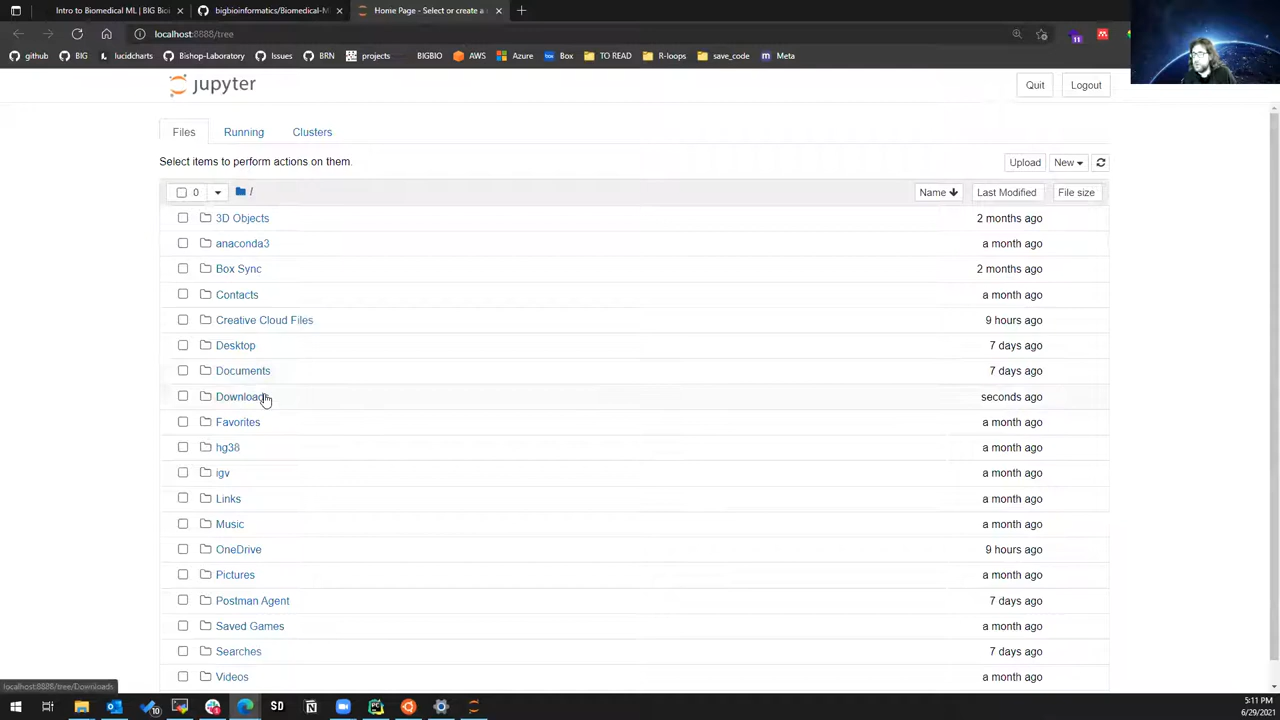 Intro to Biomedical ML | BIG Bi
bigbioinformatics/Biomedical-M
Home Page - Select or create a
localhost:8888/tree
github
BIG
lucidcharts
Bishop-Laboratory
Issues
BRN
projects
BIGBIO
AWS
Azure
box
Box
TO READ
R-loops
save_code
Meta
11
jupyter
Quit
Logout
Files
Running
Clusters
Select items to perform actions on them.
Upload
New
0
/
Name
Last Modified
File size
3D Objects 2 months ago
anaconda3 a month ago
Box Sync 2 months ago
Contacts a month ago
Creative Cloud Files 9 hours ago
Desktop 7 days ago
Documents 7 days ago
Downloads seconds ago
Favorites a month ago
hg38 a month ago
igv a month ago
Links a month ago
Music a month ago
OneDrive 9 hours ago
Pictures a month ago
Postman Agent 7 days ago
Saved Games a month ago
Searches 7 days ago
Videos a month ago
localhost:8888/tree/Downloads
SD
5:11 PM
6/29/2021